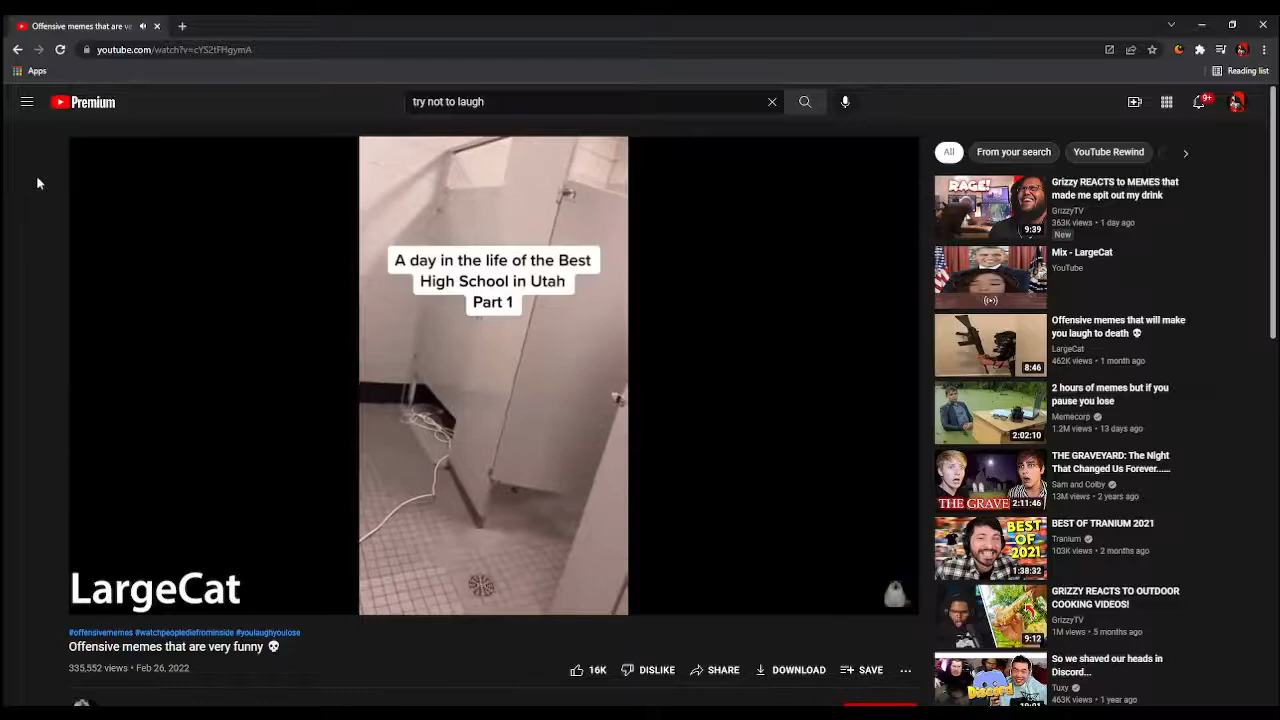 Offensive memes that are ve
youtube.com/watch?v=cYS2tFHgymA
Apps
Reading list
Premium
try not to laugh
9+
A day in the life of the Best
High School in Utah
Part 1
LargeCat
#offensivememes #watchpeoplediefrominside #youlaughyoulose
Offensive memes that are very funny 💀
335,552 views • Feb 26, 2022
16K
DISLIKE
SHARE
DOWNLOAD
SAVE
All
From your search
YouTube Rewind
RAGE!
9:39
Grizzy REACTS to MEMES that
made me spit out my drink
GrizzyTV
363K views • 1 day ago
New
Mix - LargeCat
YouTube
8:46
Offensive memes that will make
you laugh to death 💀
LargeCat
462K views • 1 month ago
2:02:10
2 hours of memes but if you
pause you lose
Memecorp
1.2M views • 13 days ago
THE GRAVE
2:11:46
THE GRAVEYARD: The Night
That Changed Us Forever......
Sam and Colby
13M views • 2 years ago
BEST
OF
2021
1:38:32
BEST OF TRANIUM 2021
Tranium
103K views • 2 months ago
9:12
GRIZZY REACTS TO OUTDOOR
COOKING VIDEOS!
GrizzyTV
1M views • 5 months ago
Discord
So we shaved our heads in
Discord...
Tuxy
463K views • 1 year ago